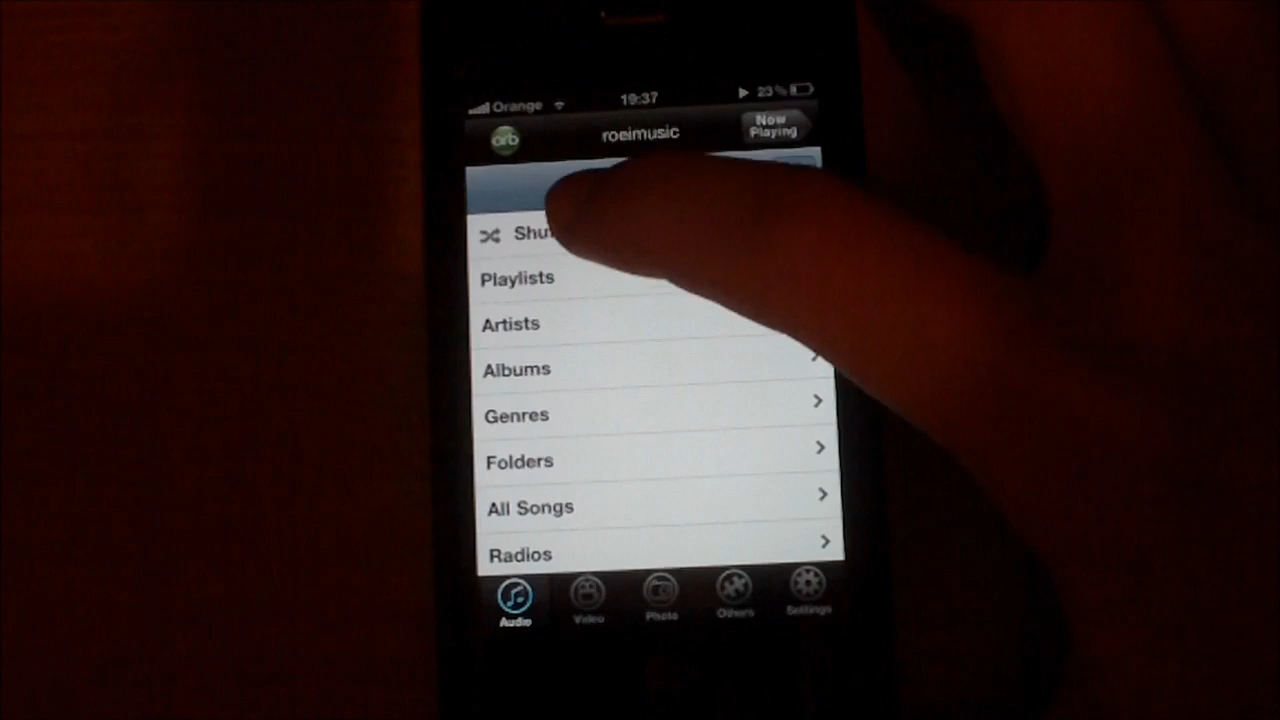 Orange 19:37 23%
orb roeimusic Now Playing
Shu
Playlists
Artists
Albums
Genres
Folders
All Songs
Radios
Audio Video Photo Others Settings